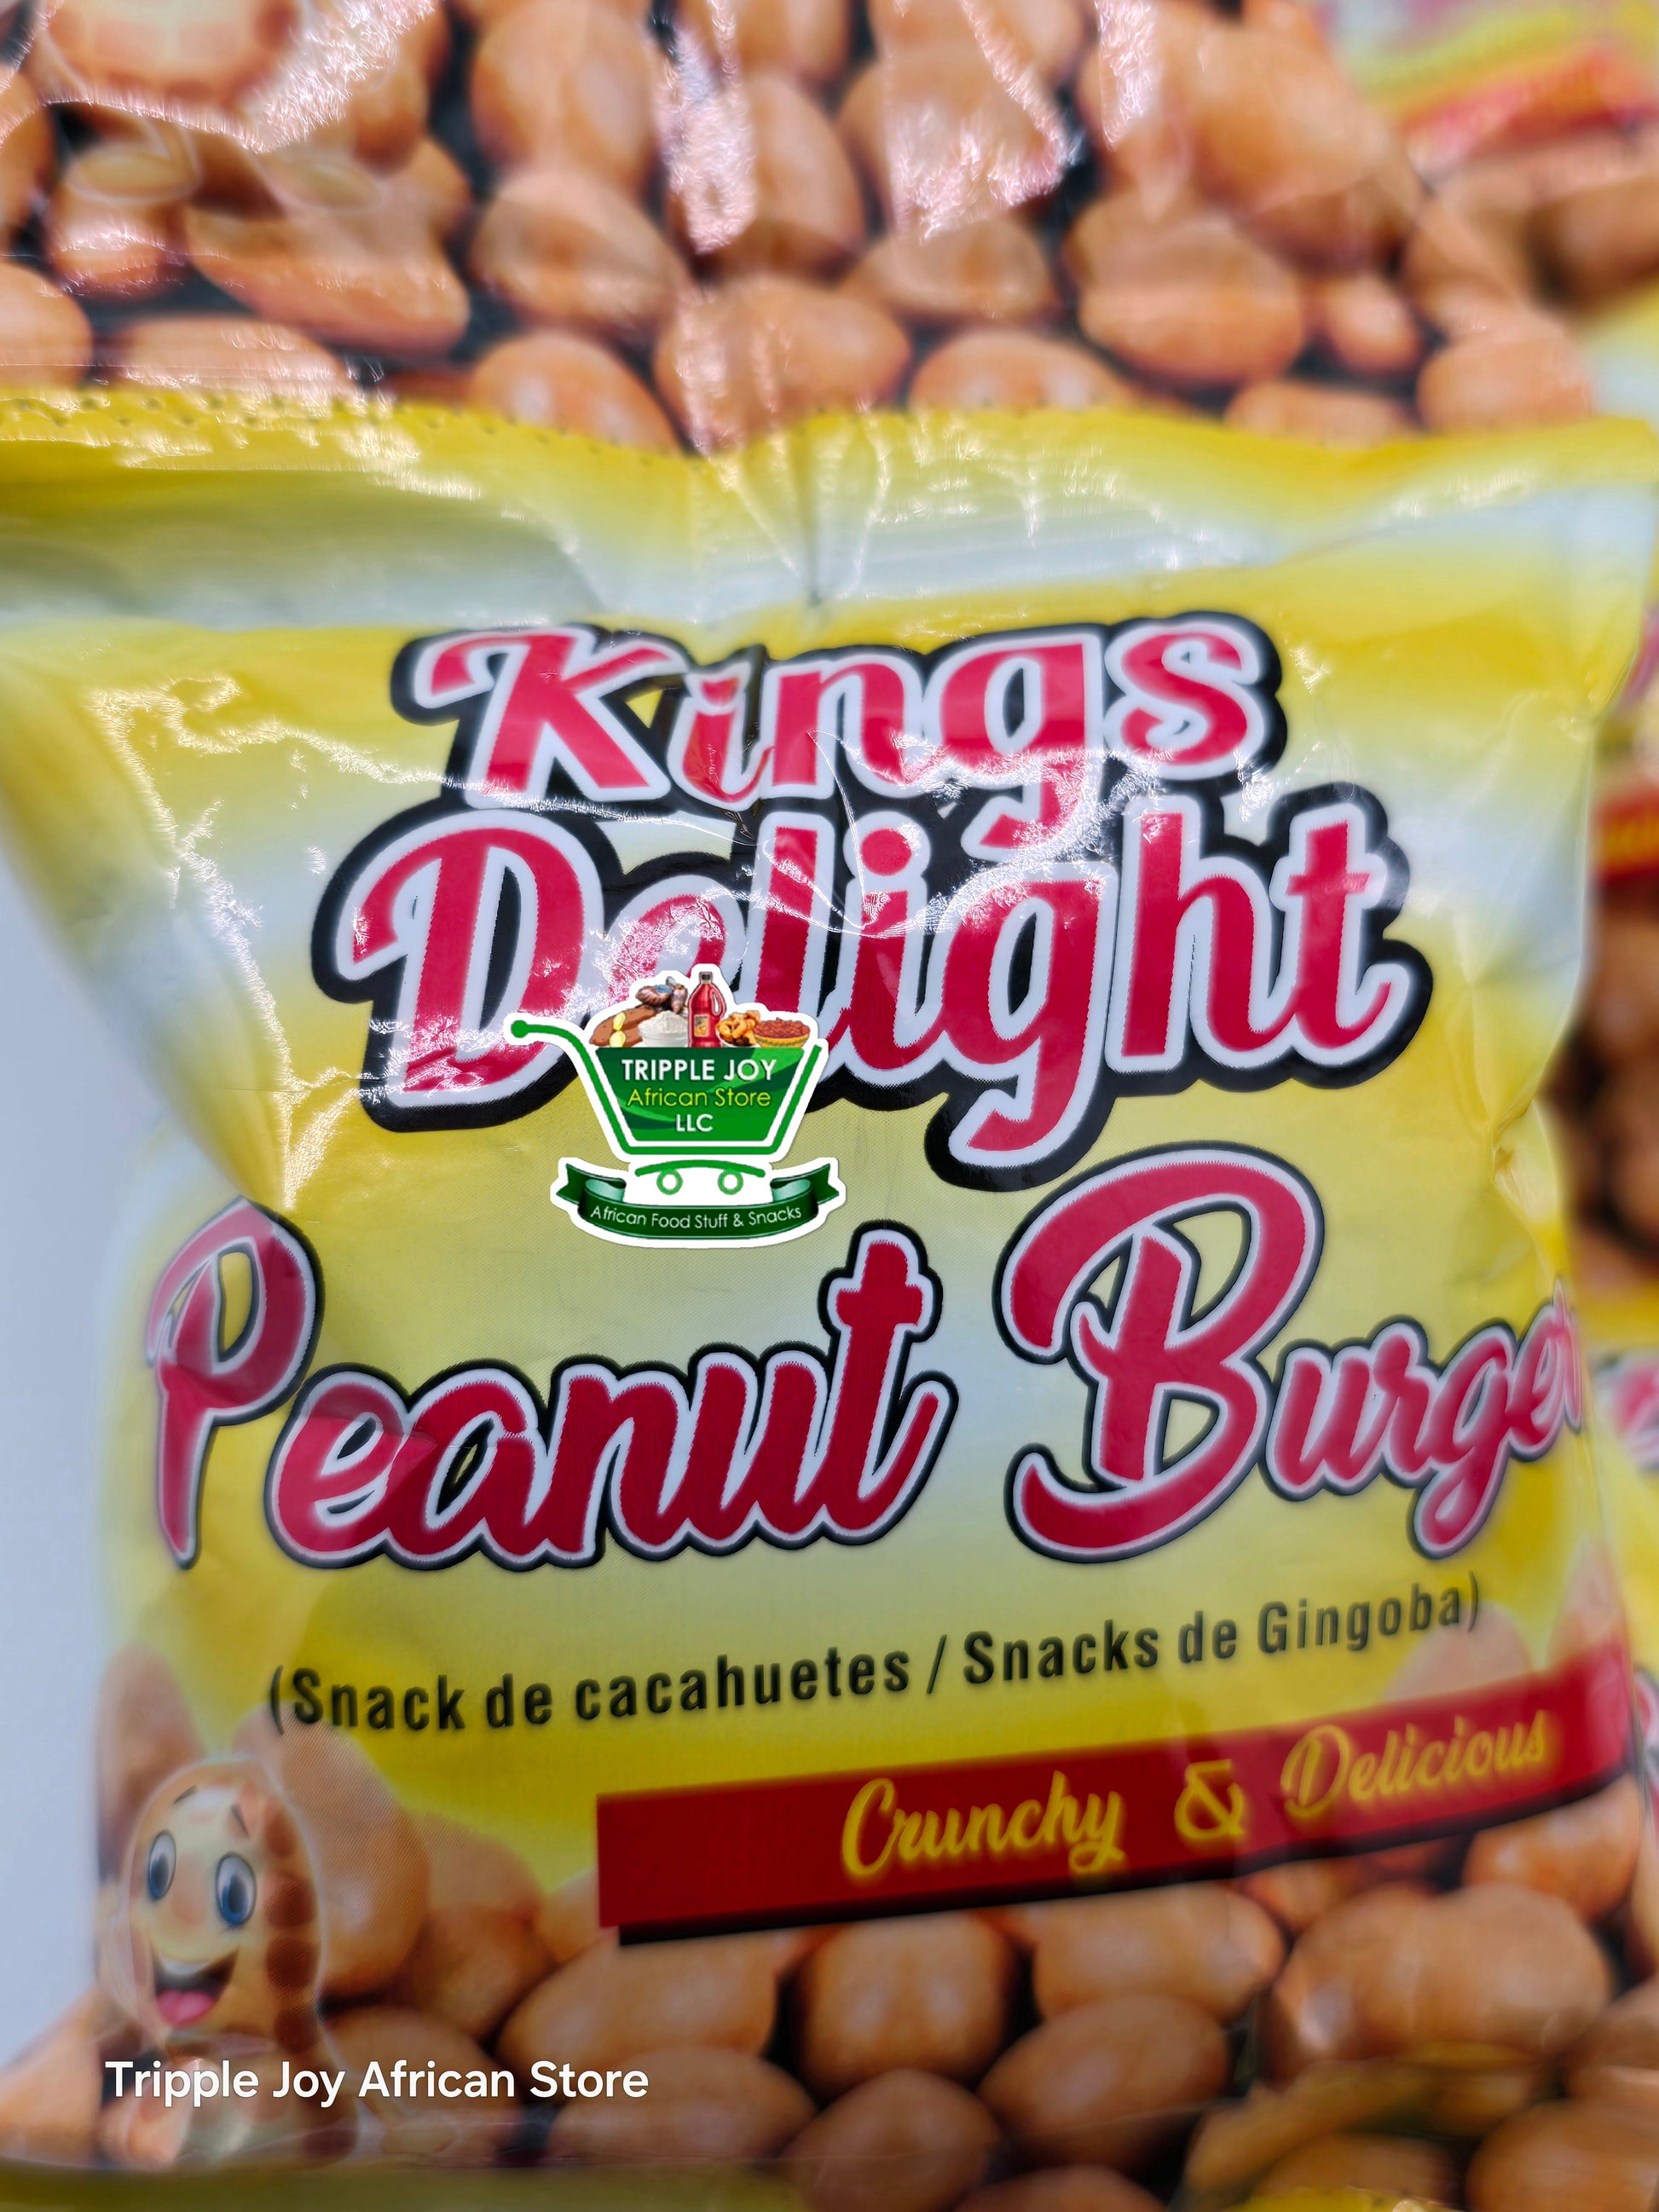 Kings
Delight
TRIPPLE JOY
African Store
LLC
African Food Stuff & Snacks
Peanut Burger
(Snack de cacahuetes / Snacks de Gingoba)
Crunchy & Delicious
Tripple Joy African Store